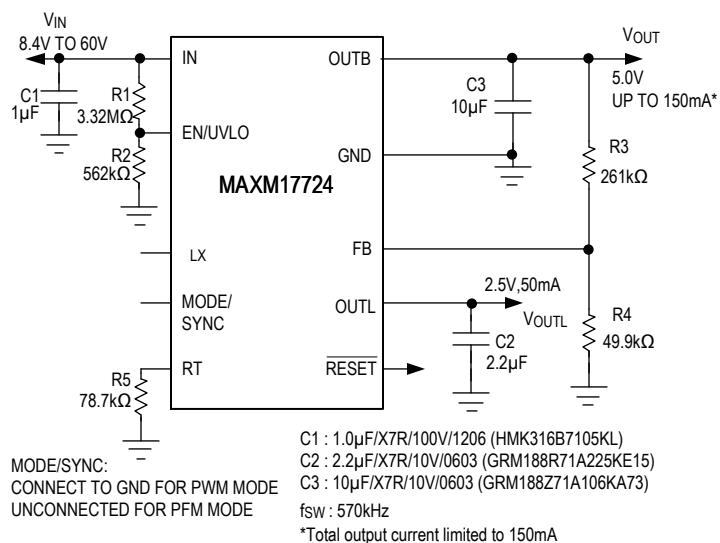 VIN
8.4V TO 60V
C1
1µF
R1
3.32MΩ
R2
562kΩ
IN
EN/UVLO
LX
MODE/
SYNC
RT
R5
78.7kΩ
MAXM17724
OUTB
GND
FB
OUTL
RESET
C3
10µF
VOUT
5.0V
UP TO 150mA*
R3
261kΩ
2.5V,50mA
VOUTL
C2
2.2µF
R4
49.9kΩ
MODE/SYNC:
CONNECT TO GND FOR PWM MODE
UNCONNECTED FOR PFM MODE
C1 : 1.0µF/X7R/100V/1206 (HMK316B7105KL)
C2 : 2.2µF/X7R/10V/0603 (GRM188R71A225KE15)
C3 : 10µF/X7R/10V/0603 (GRM188Z71A106KA73)
fSW : 570kHz
*Total output current limited to 150mA